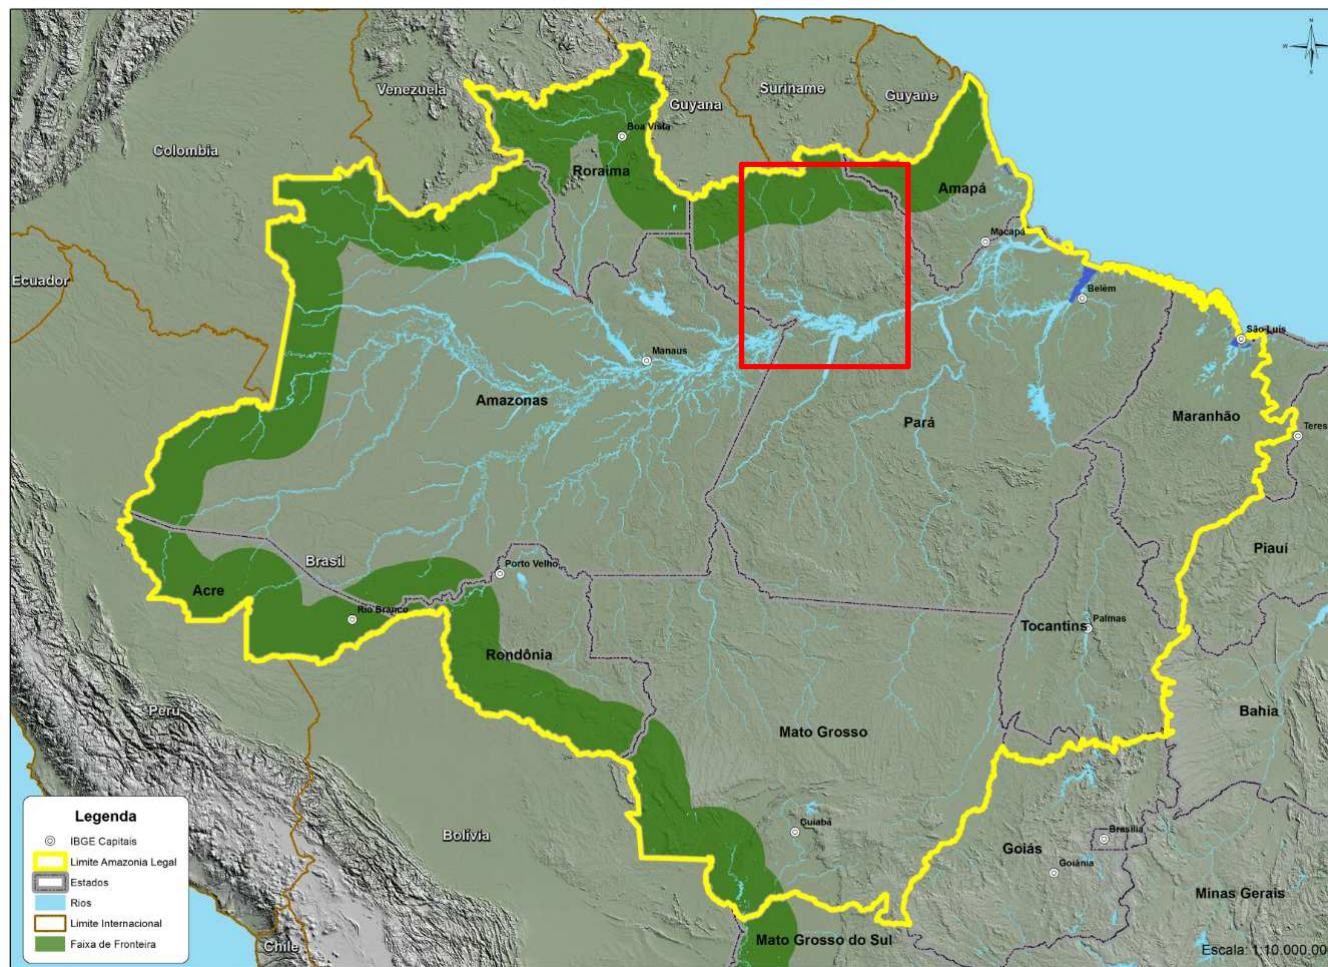 N
W
S
Venezuela
Suriname
Guyana
Guyane
Colombia
Boa Vista
Roraima
Amapá
Macapá
Ecuador
Belém
São Luís
Manaus
Amazonas
Pará
Maranhão
Teres
Brasil
Porto Velho
Piauí
Acre
Rio Branco
Tocantins
Palmas
Rondônia
Perú
Mato Grosso
Bahia
Bolivia
Cuiabá
Brasília
Goiás
Goiânia
Minas Gerais
Chile
Mato Grosso do Sul
Escala: 1:10.000.00
Legenda
IBGE Capitais
Limite Amazonia Legal
Estados
Rios
Limite Internacional
Faixa de Fronteira